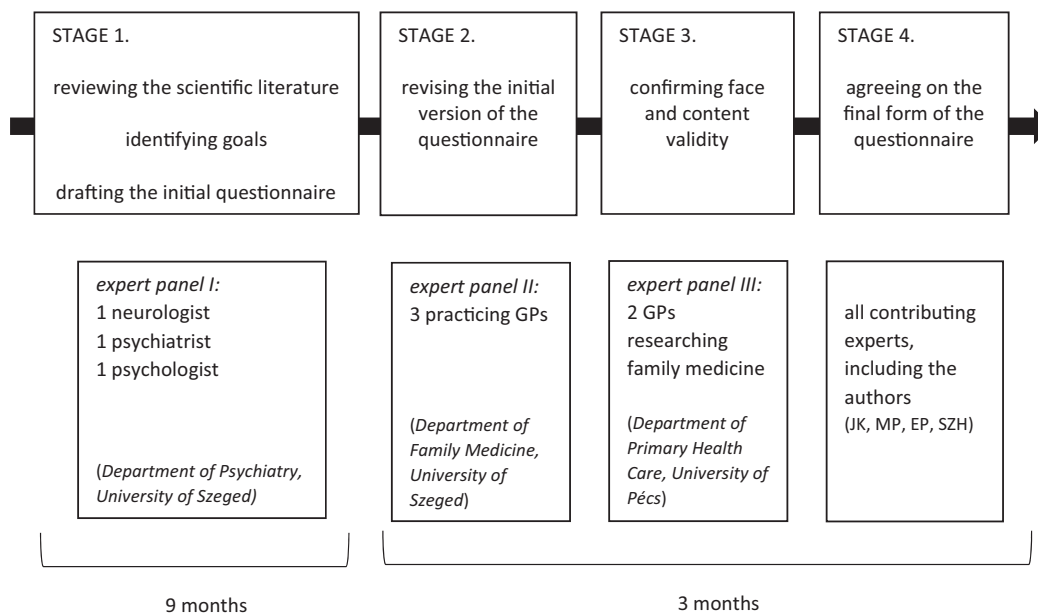 STAGE 1.
reviewing the scientific literature
identifying goals
drafting the initial questionnaire
STAGE 2.
revising the initial
version of the
questionnaire
STAGE 3.
confirming face
and content
validity
STAGE 4.
agreeing on the
final form of the
questionnaire
expert panel I:
1 neurologist
1 psychiatrist
1 psychologist
(Department of Psychiatry,
University of Szeged)
expert panel II:
3 practicing GPs
(Department of
Family Medicine,
University of
Szeged)
expert panel III:
2 GPs
researching
family medicine
(Department of
Primary Health
Care, University of
Pécs)
all contributing
experts,
including the
authors
(JK, MP, EP, SZH)
9 months
3 months